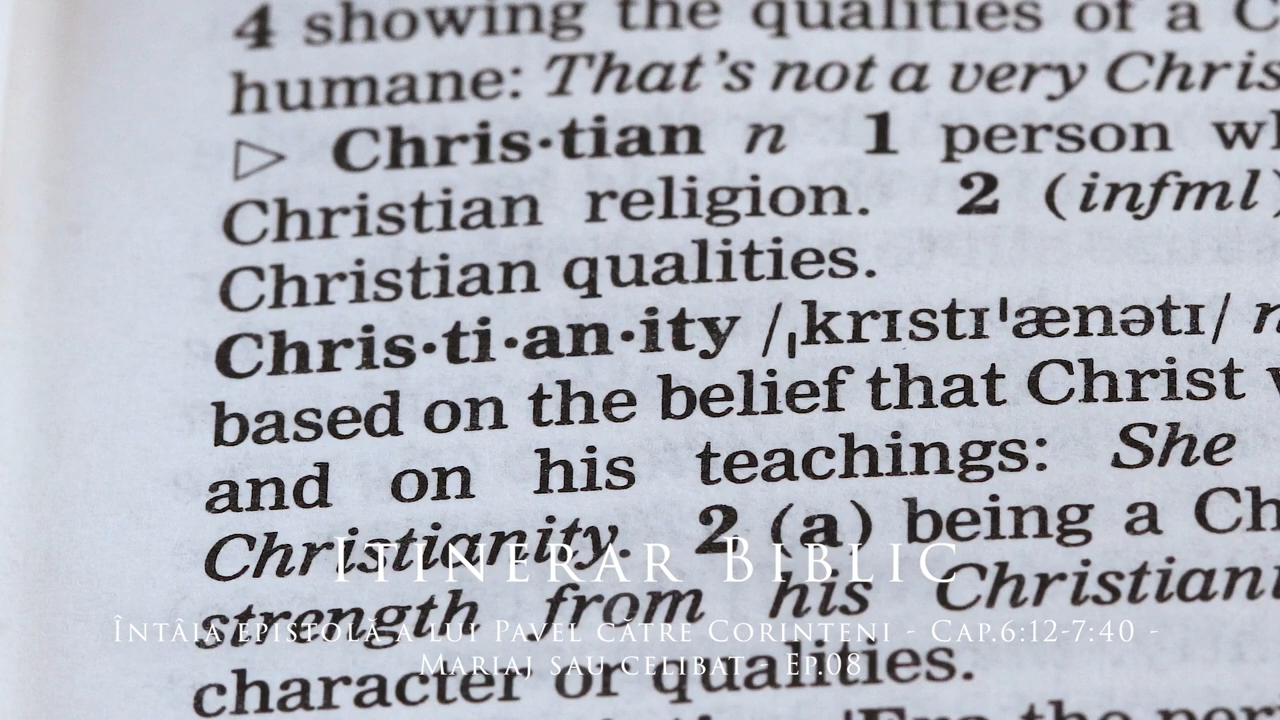 4 showing the qualities of a C
humane: That's not a very Chris
▷ Chris·tian n 1 person wh
Christian religion. 2 (infml)
Christian qualities.
Chris·ti·an·ity /ˌkrɪstɪˈænətɪ/ n
based on the belief that Christ w
and on his teachings: She
Christianity. 2 (a) being a Ch
strength from his Christiani
character or qualities.
Itinerar Biblic
Întâia epistolă a lui Pavel către Corinteni - Cap.6:12-7:40 -
Mariaj sau celibat - Ep.08